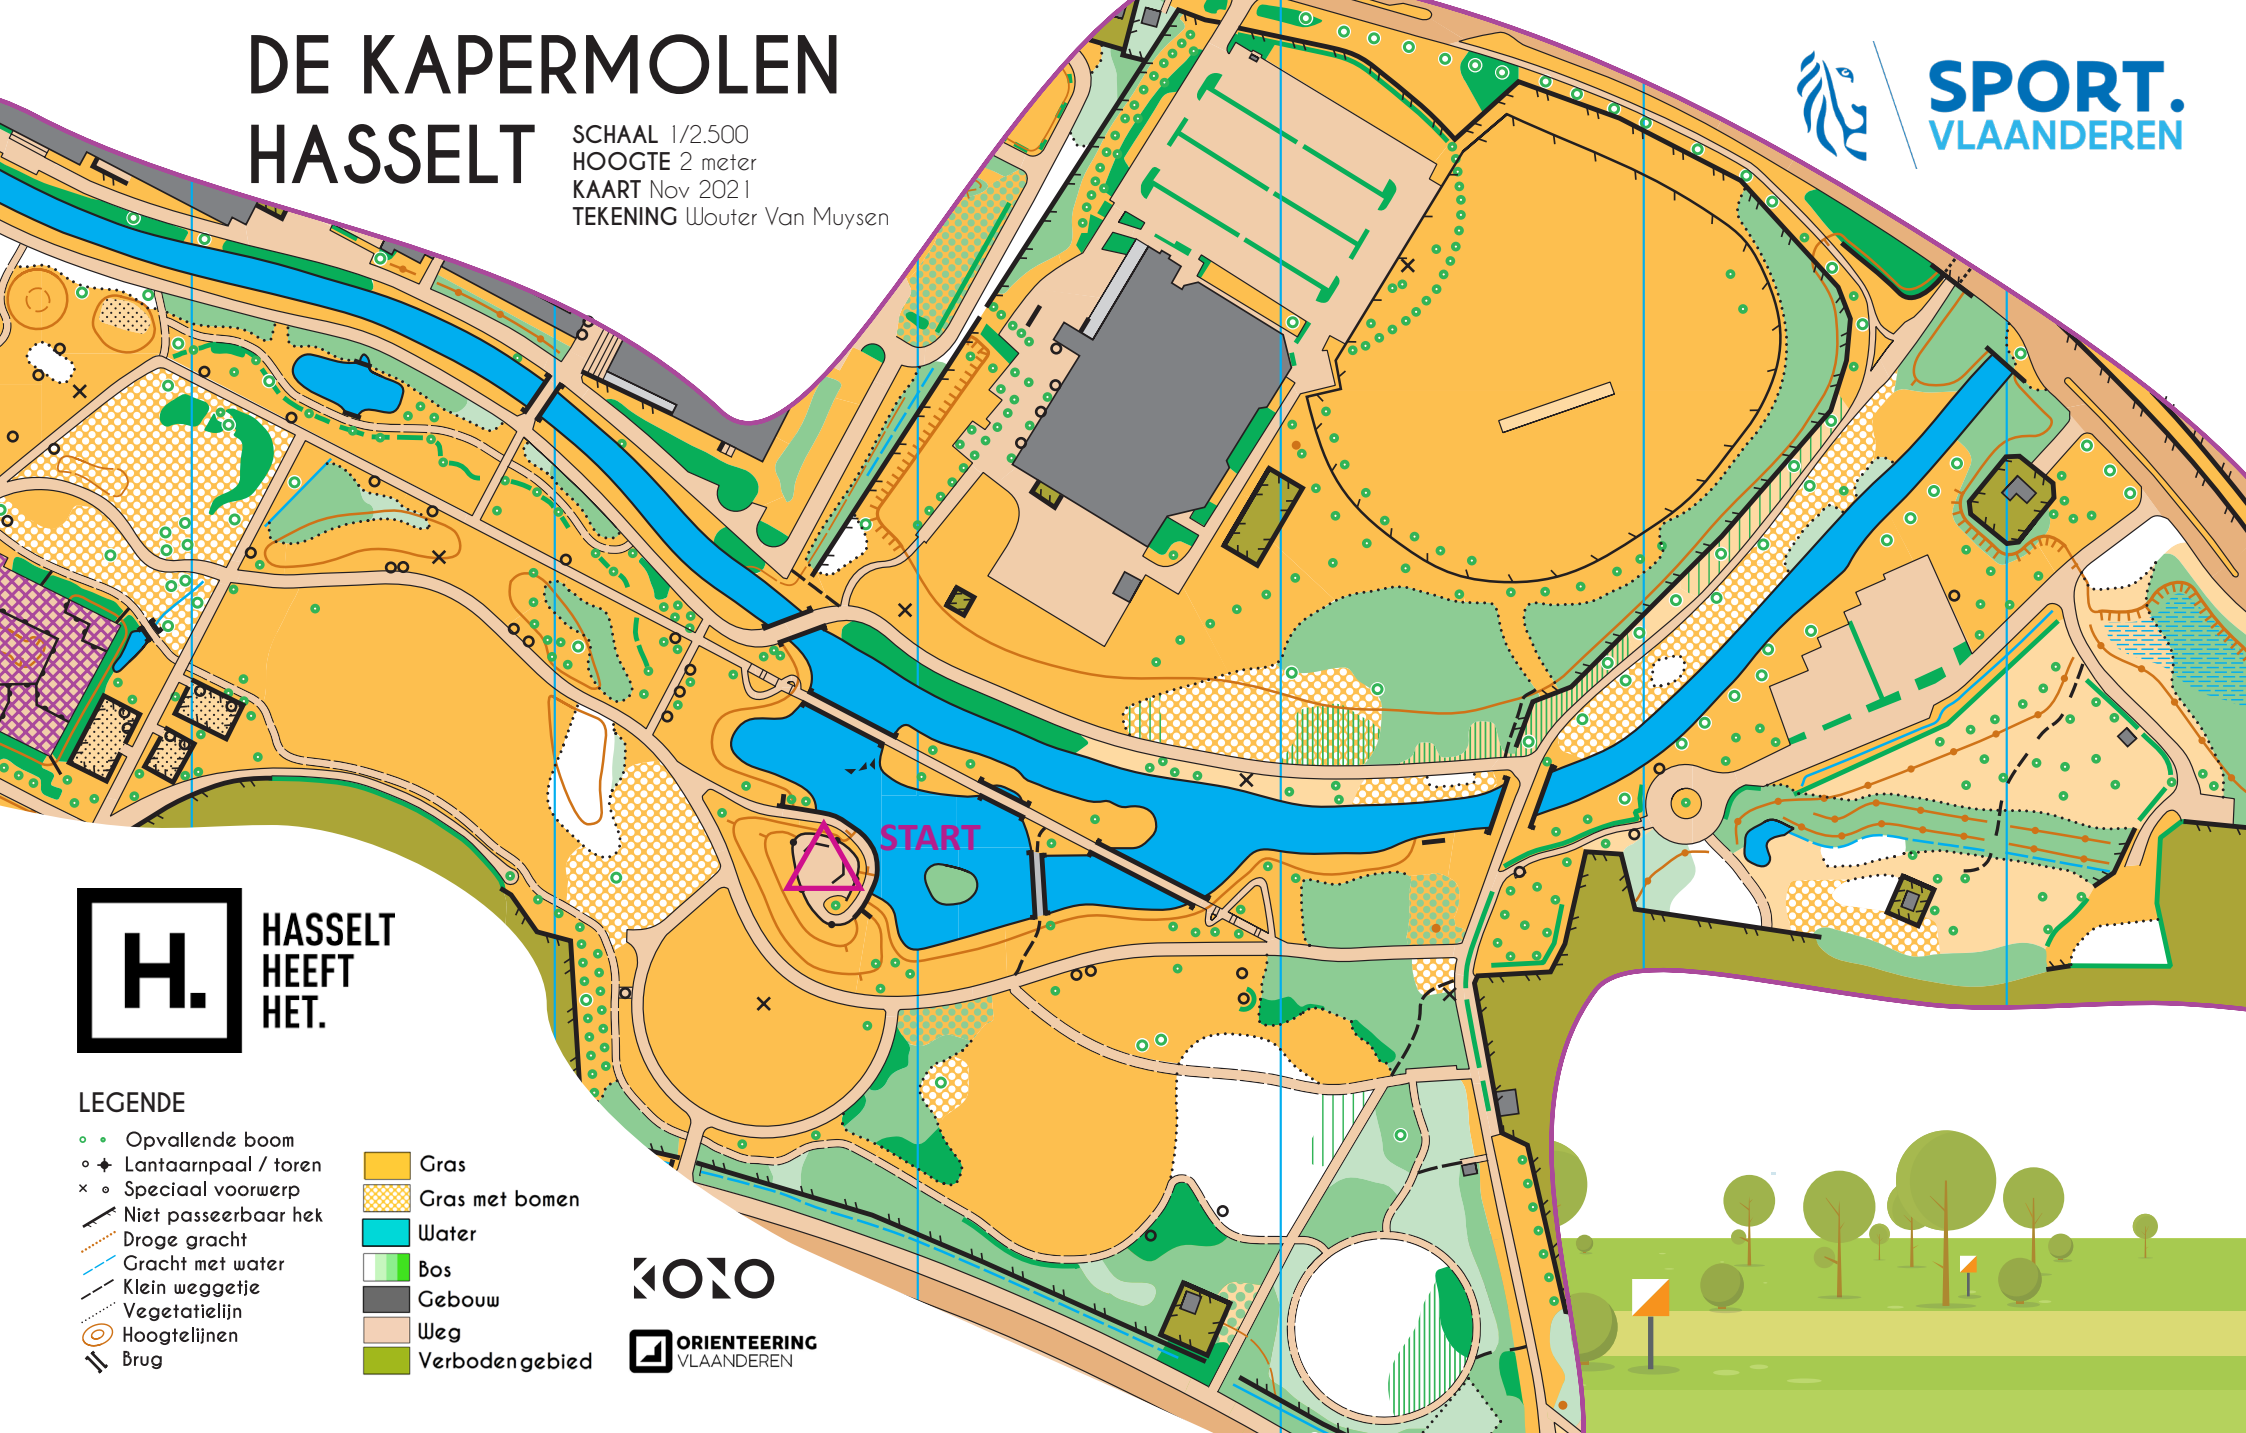 DE KAPERMOLEN
HASSELT
SCHAAL 1/2.500
HOOGTE 2 meter
KAART Nov 2021
TEKENING Wouter Van Muysen
SPORT.
VLAANDEREN
START
H.
HASSELT
HEEFT
HET.
LEGENDE
Opvallende boom
Lantaarnpaal / toren
Speciaal voorwerp
Niet passeerbaar hek
Droge gracht
Gracht met water
Klein weggetje
Vegetatielijn
Hoogtelijnen
Brug
Gras
Gras met bomen
Water
Bos
Gebouw
Weg
Verboden gebied
KONO
ORIENTEERING
VLAANDEREN